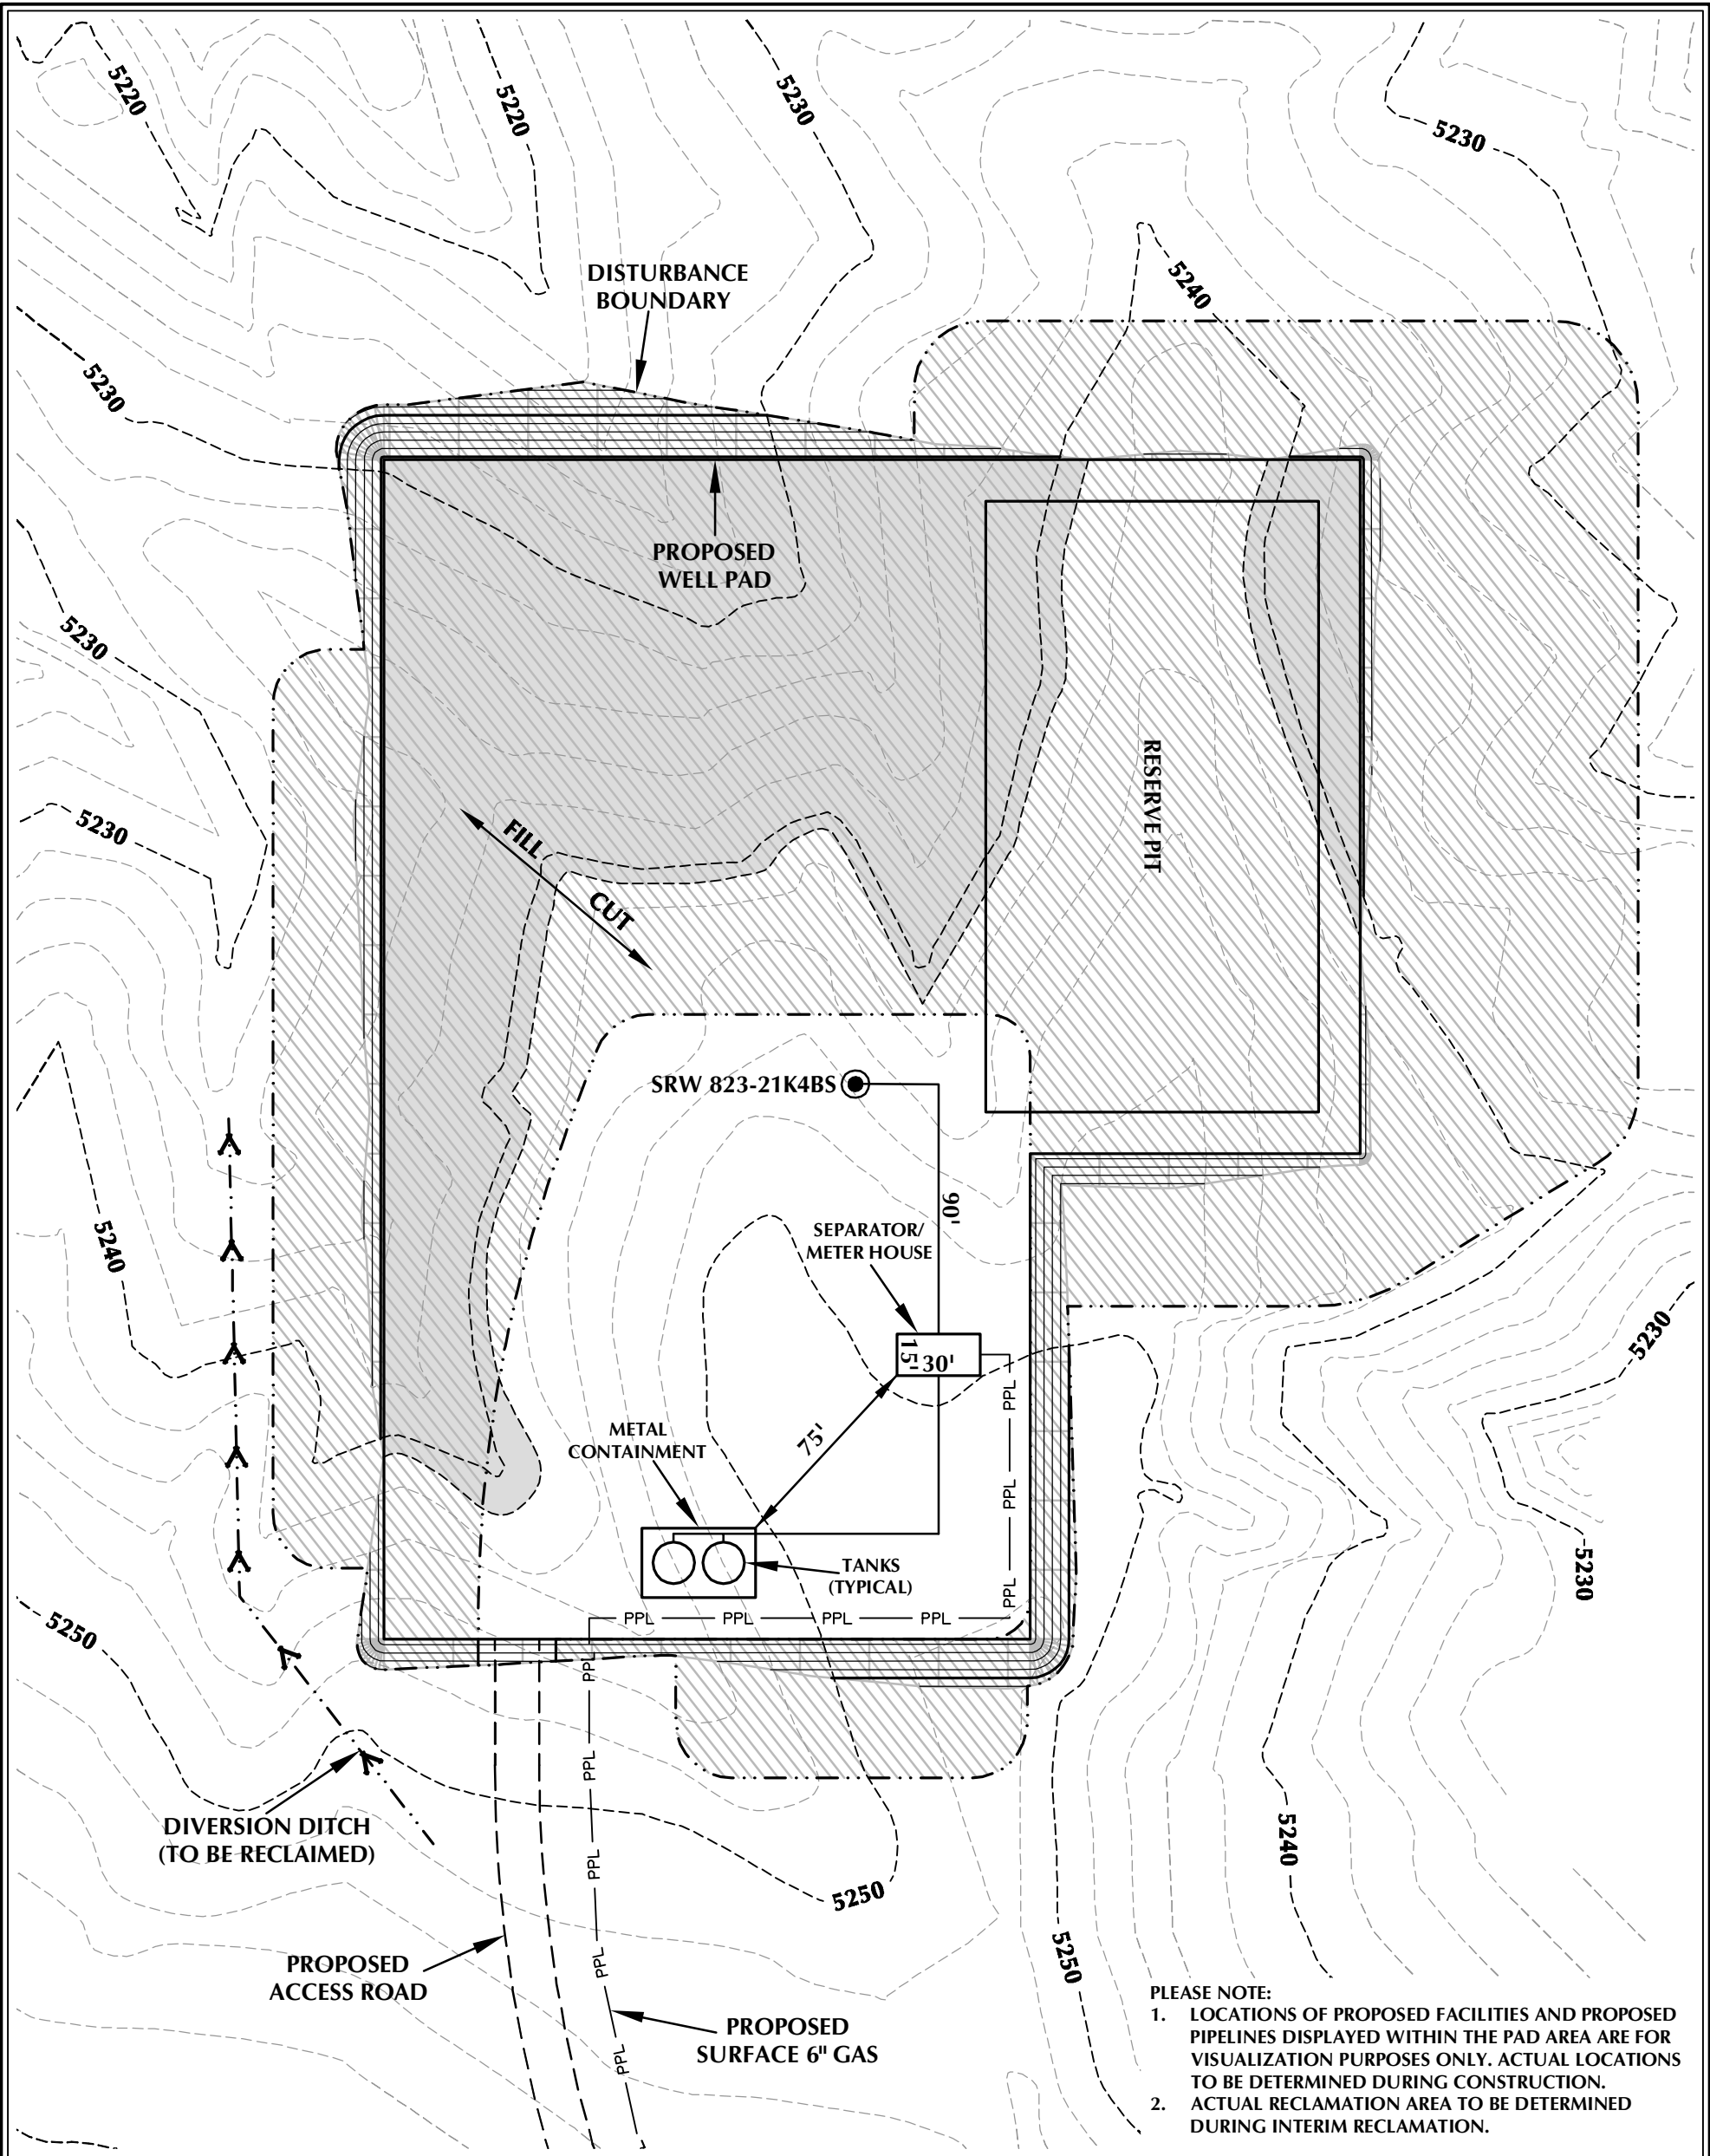 5220
5220
5230
5230
5240
DISTURBANCE
BOUNDARY
5230
PROPOSED
WELL PAD
5230
RESERVE PIT
5230
FILL
CUT
SRW 823-21K4BS
90'
5240
SEPARATOR/
METER HOUSE
5230
15'
30'
PPL
75'
METAL
CONTAINMENT
PPL
TANKS
(TYPICAL)
PPL
5230
5250
PPL
PPL
PPL
PPL
PPL
PPL
DIVERSION DITCH
(TO BE RECLAIMED)
5240
PPL
5250
5250
PROPOSED
ACCESS ROAD
PPL
PROPOSED
SURFACE 6" GAS
PPL
PLEASE NOTE:
1. LOCATIONS OF PROPOSED FACILITIES AND PROPOSED
PIPELINES DISPLAYED WITHIN THE PAD AREA ARE FOR
VISUALIZATION PURPOSES ONLY. ACTUAL LOCATIONS
TO BE DETERMINED DURING CONSTRUCTION.
2. ACTUAL RECLAMATION AREA TO BE DETERMINED
DURING INTERIM RECLAMATION.